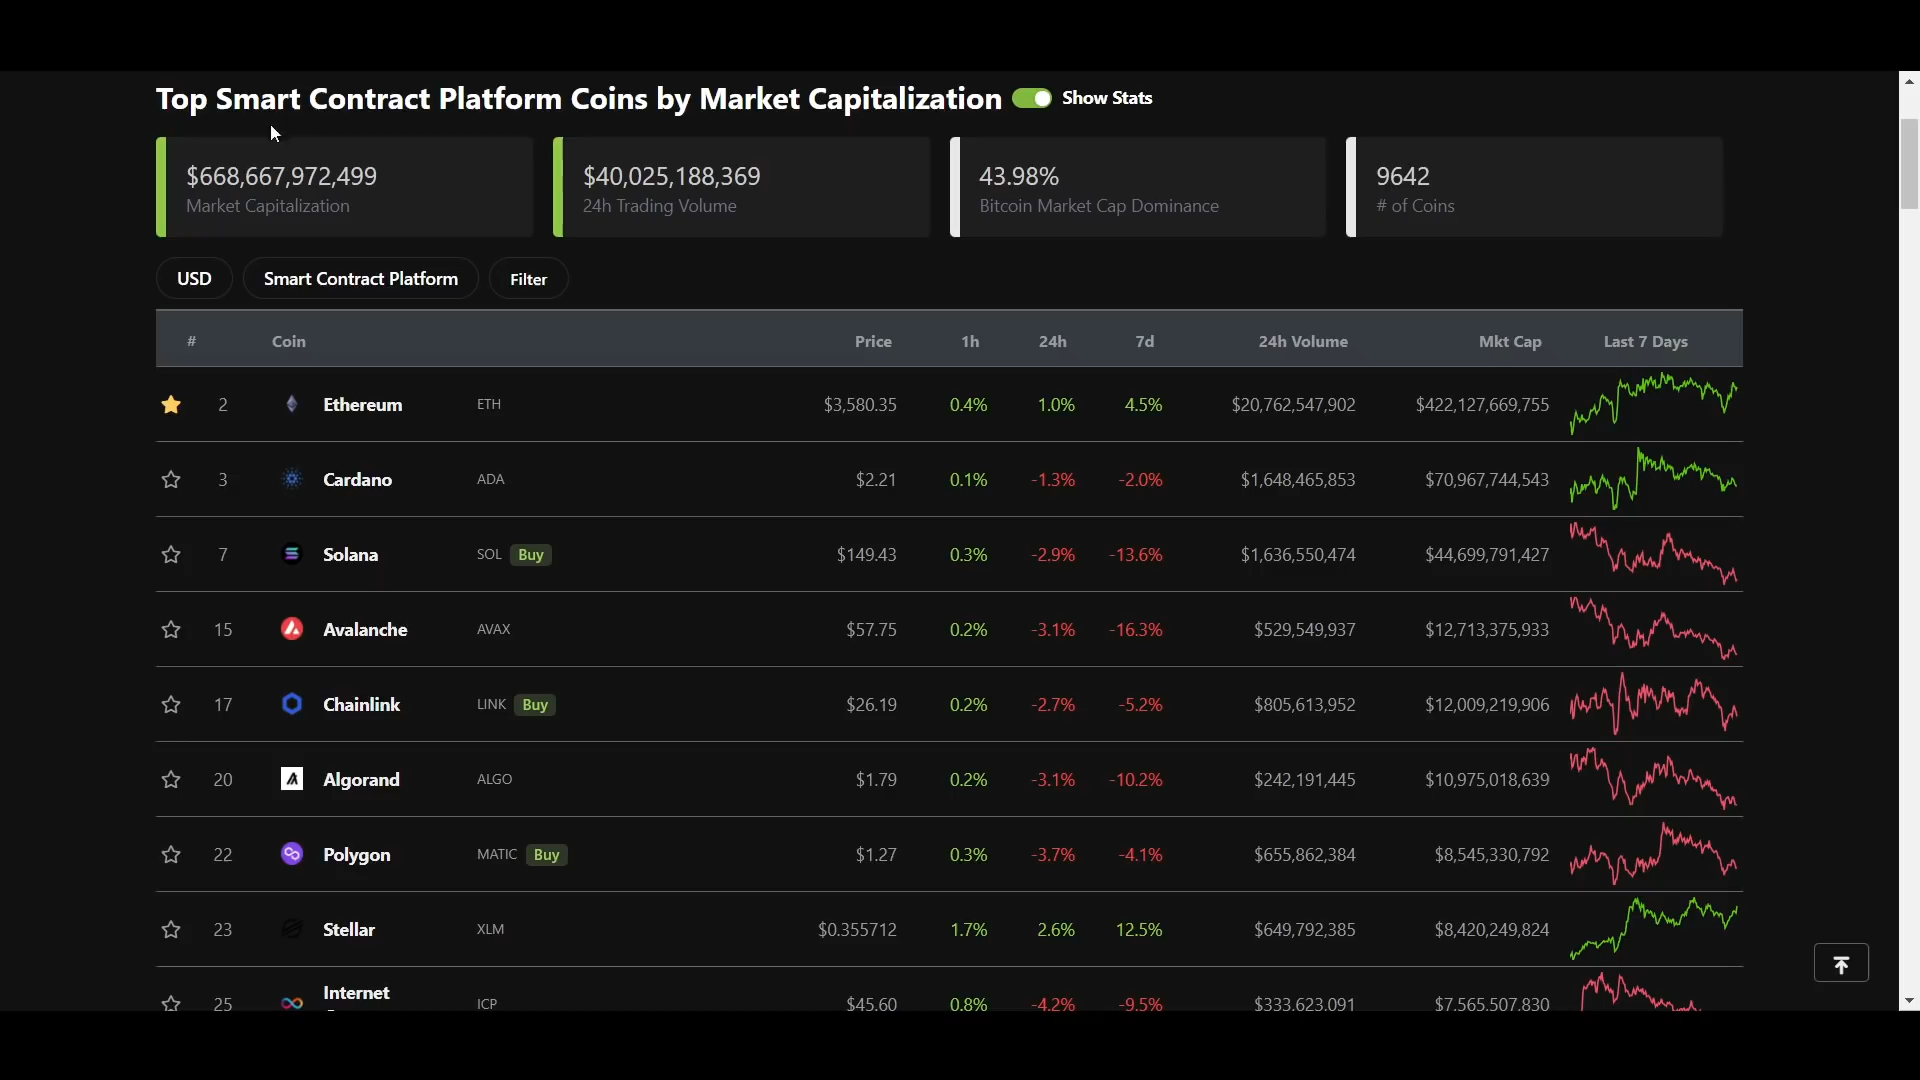 Top Smart Contract Platform Coins by Market Capitalization Show Stats
$668,667,972,499 $40,025,188,369 43.98% 9642
Market Capitalization 24h Trading Volume Bitcoin Market Cap Dominance # of Coins
USD Smart Contract Platform Filter
# Coin Price 1h 24h 7d 24h Volume Mkt Cap Last 7 Days
2 Ethereum ETH $3,580.35 0.4% 1.0% 4.5% $20,762,547,902 $422,127,669,755
3 Cardano ADA $2.21 0.1% -1.3% -2.0% $1,648,465,853 $70,967,744,543
7 Solana SOL Buy $149.43 0.3% -2.9% -13.6% $1,636,550,474 $44,699,791,427
15 Avalanche AVAX $57.75 0.2% -3.1% -16.3% $529,549,937 $12,713,375,933
17 Chainlink LINK Buy $26.19 0.2% -2.7% -5.2% $805,613,952 $12,009,219,906
20 Algorand ALGO $1.79 0.2% -3.1% -10.2% $242,191,445 $10,975,018,639
22 Polygon MATIC Buy $1.27 0.3% -3.7% -4.1% $655,862,384 $8,545,330,792
23 Stellar XLM $0.355712 1.7% 2.6% 12.5% $649,792,385 $8,420,249,824
25 Internet ICP $45.60 0.8% -4.2% -9.5% $333,623,091 $7,565,507,830